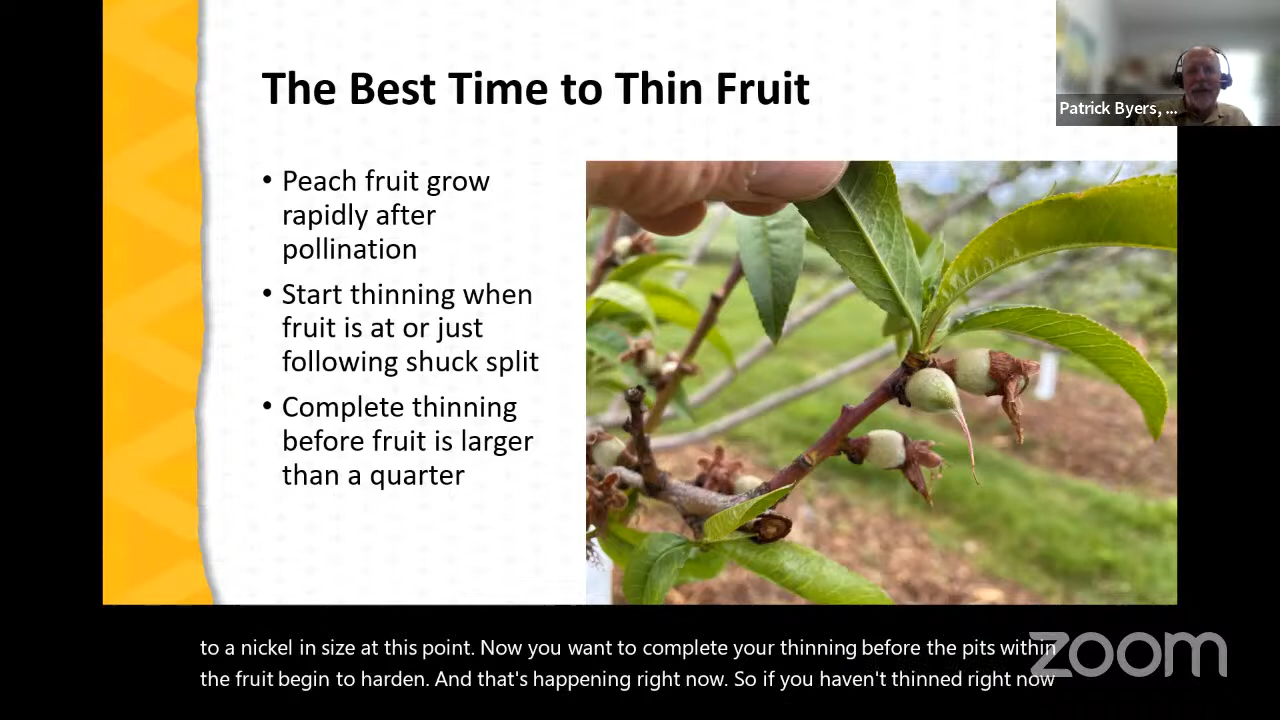 The Best Time to Thin Fruit
Patrick Byers, ...
• Peach fruit grow
rapidly after
pollination
• Start thinning when
fruit is at or just
following shuck split
• Complete thinning
before fruit is larger
than a quarter
to a nickel in size at this point. Now you want to complete your thinning before the pits within
the fruit begin to harden. And that's happening right now. So if you haven't thinned right now
zoom